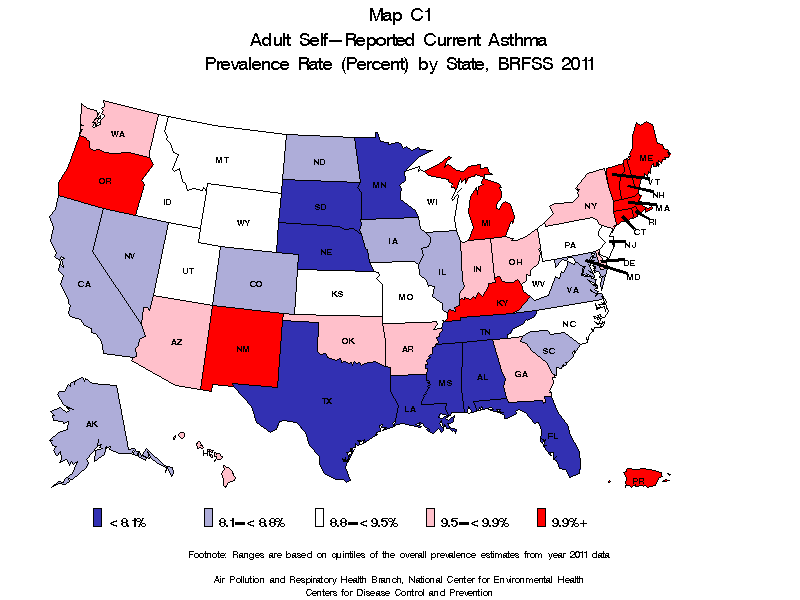 Map C1
Adult Self-Reported Current Asthma
Prevalence Rate (Percent) by State, BRFSS 2011
WA
OR
MT
ND
MN
ME
VT
NH
MA
RI
CT
ID
SD
WI
MI
NY
WY
NE
IA
PA
NJ
DE
MD
NV
UT
CO
CA
IL
IN
OH
WV
VA
KS
MO
KY
NC
AZ
NM
OK
AR
TN
SC
TX
LA
MS
AL
GA
FL
AK
HI
PR
< 8.1%
8.1-< 8.8%
8.8-< 9.5%
9.5-< 9.9%
9.9%+
Footnote: Ranges are based on quintiles of the overall prevalence estimates from year 2011 data
Air Pollution and Respiratory Health Branch, National Center for Environmental Health
Centers for Disease Control and Prevention